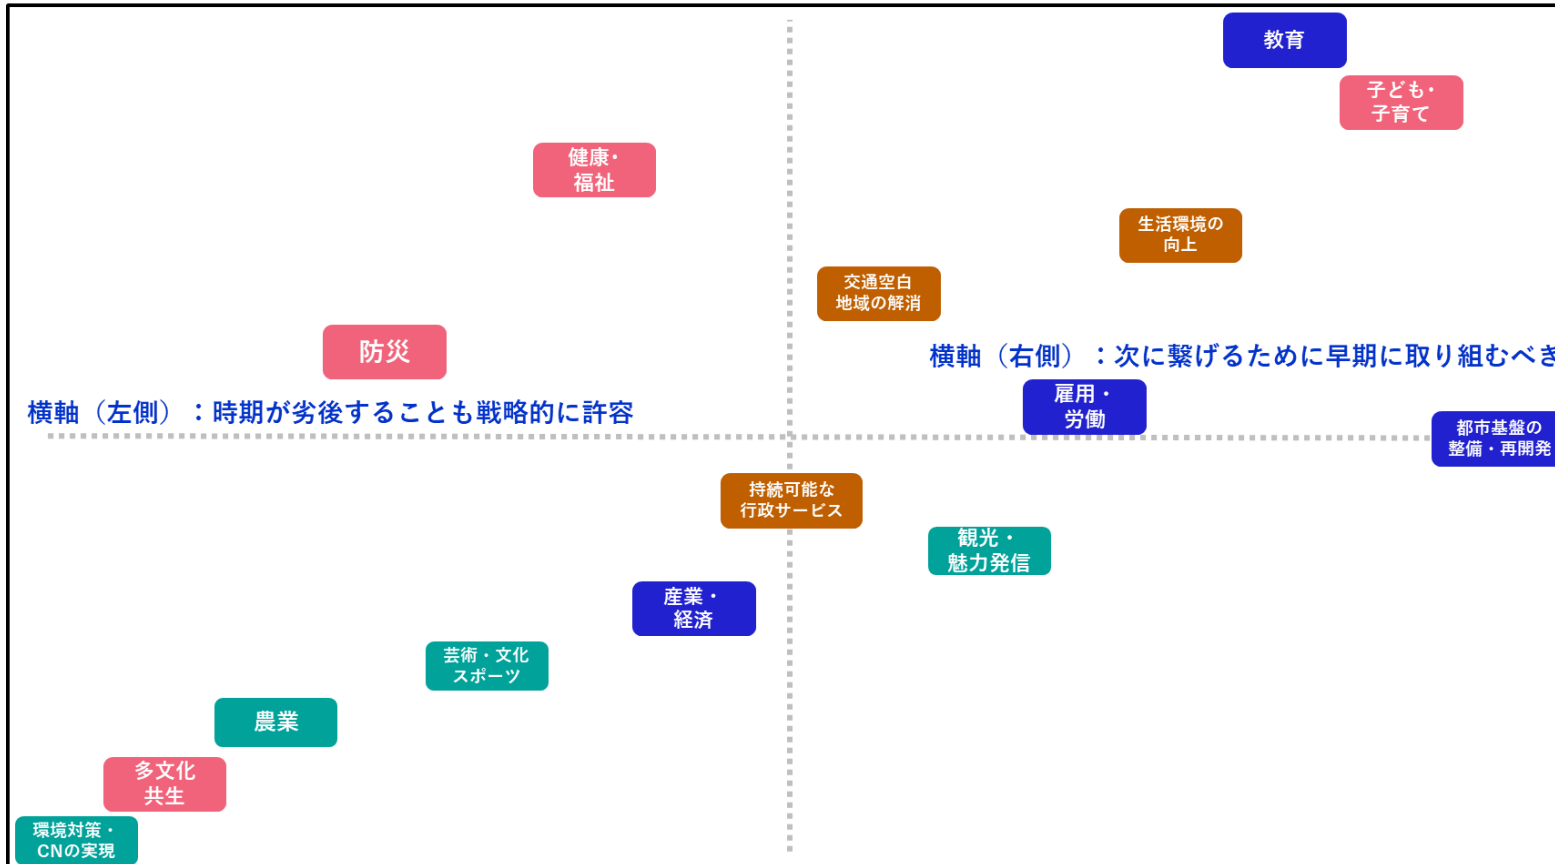 教育
子ども・
子育て
健康・
福祉
生活環境の
向上
交通空白
地域の解消
防災
横軸（右側）：次に繋げるために早期に取り組むべき
雇用・
労働
横軸（左側）：時期が劣後することも戦略的に許容
都市基盤の
整備・再開発
持続可能な
行政サービス
観光・
魅力発信
産業・
経済
芸術・文化
スポーツ
農業
多文化
共生
環境対策・
CNの実現